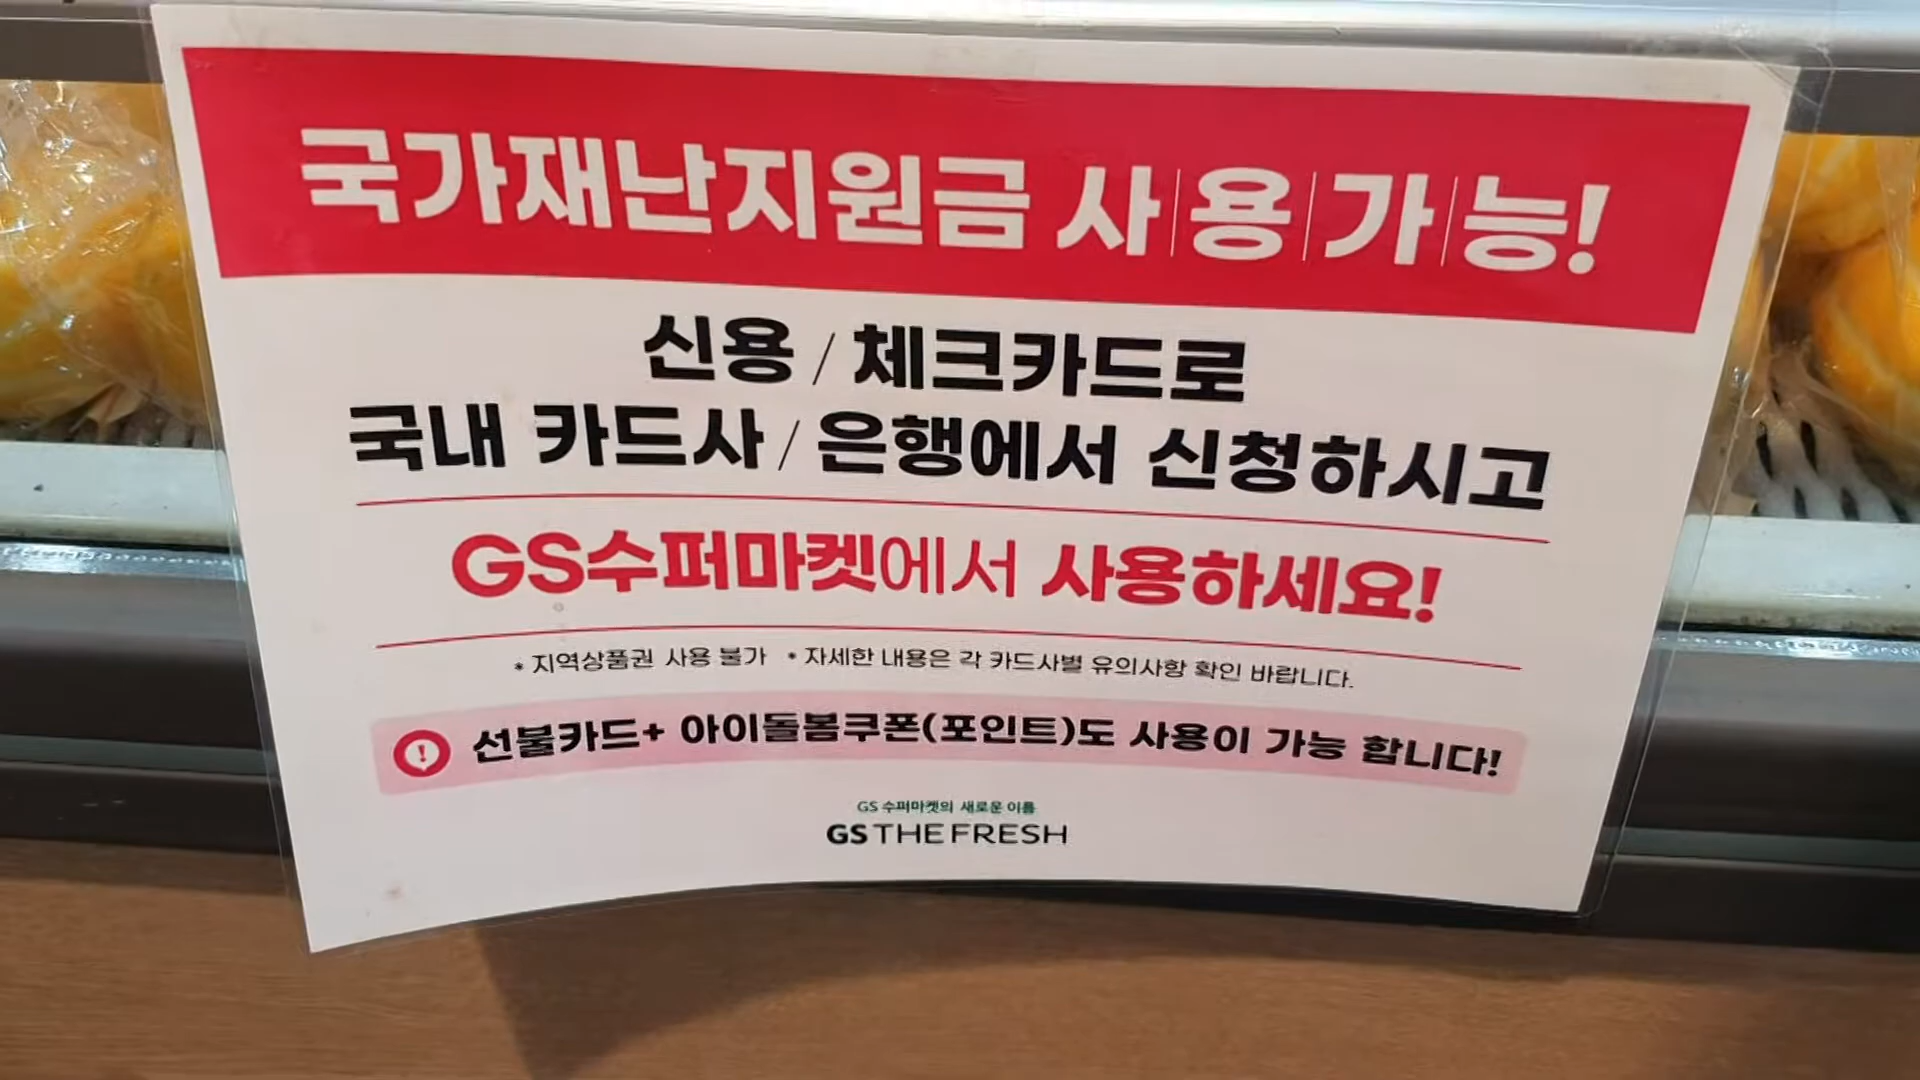 국가재난지원금 사용가능!
신용 / 체크카드로
국내 카드사 / 은행에서 신청하시고
GS수퍼마켓에서 사용하세요!
* 지역상품권 사용 불가 * 자세한 내용은 각 카드사별 유의사항 확인 바랍니다.
! 선불카드+ 아이돌봄쿠폰(포인트)도 사용이 가능 합니다!
GS 수퍼마켓의 새로운 이름
GS THE FRESH